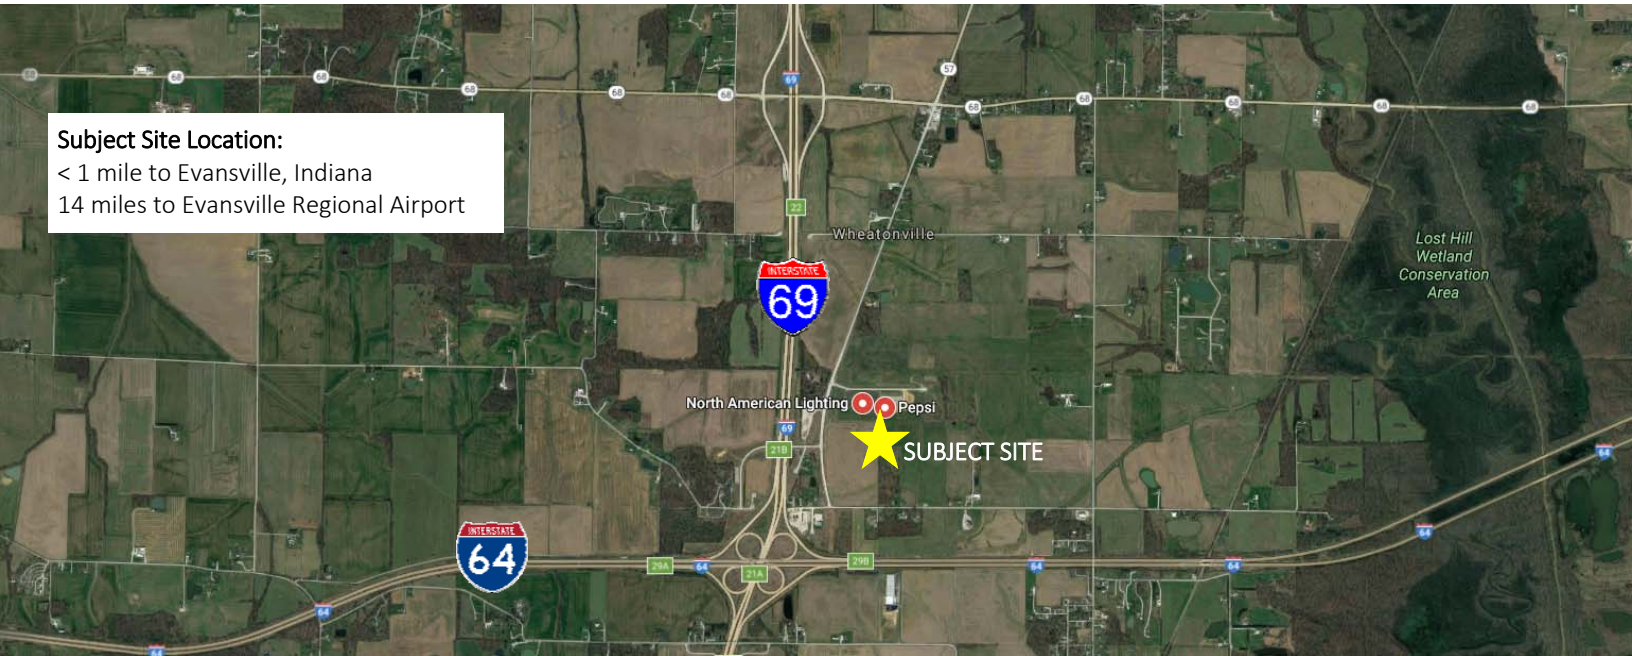 68
68
68
68
68
68
69
57
68
68
68
68
68
Subject Site Location:
< 1 mile to Evansville, Indiana
14 miles to Evansville Regional Airport
22
Wheatonville
Lost Hill
Wetland
Conservation
Area
INTERSTATE
69
North American Lighting
Pepsi
69
21B
SUBJECT SITE
64
INTERSTATE
64
64
29A
64
21A
29B
64
64
64
64